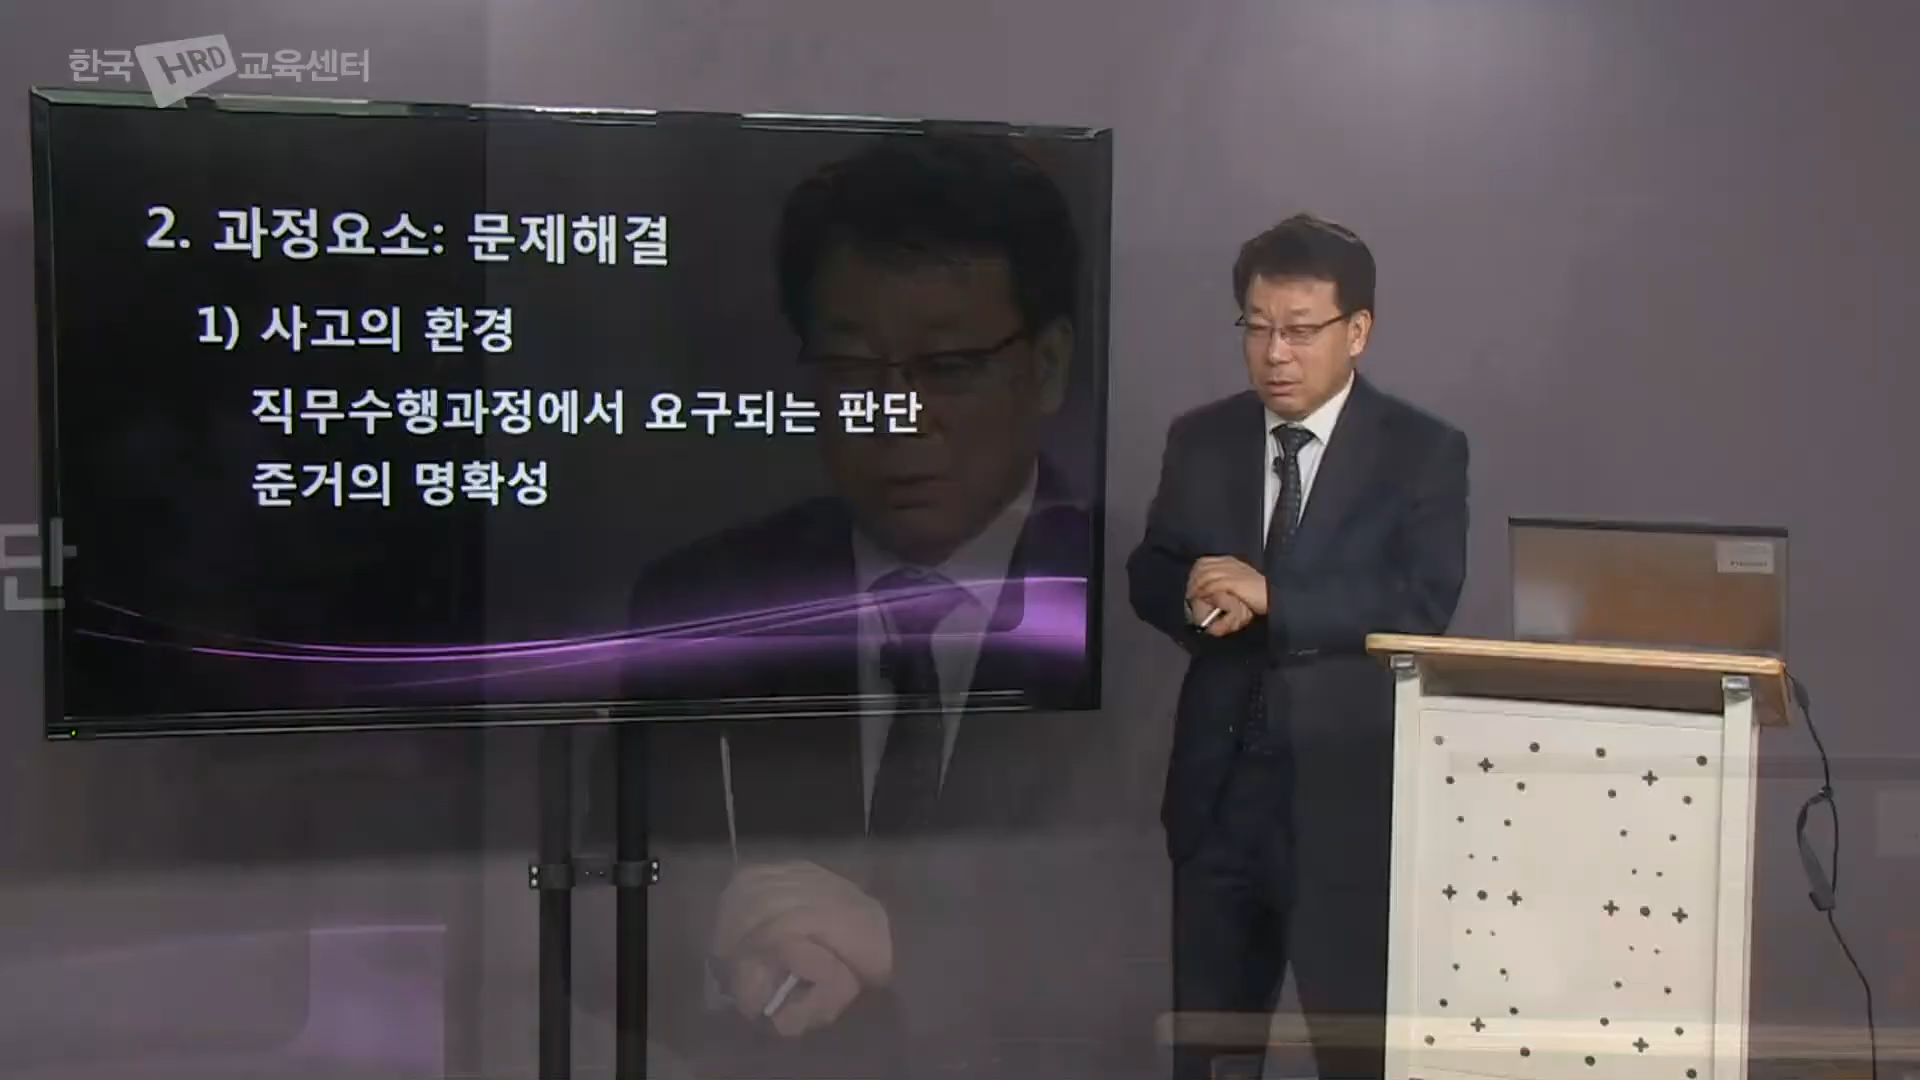 한국 HRD 교육센터
2. 과정요소: 문제해결
1) 사고의 환경
직무수행과정에서 요구되는 판단
준거의 명확성
단